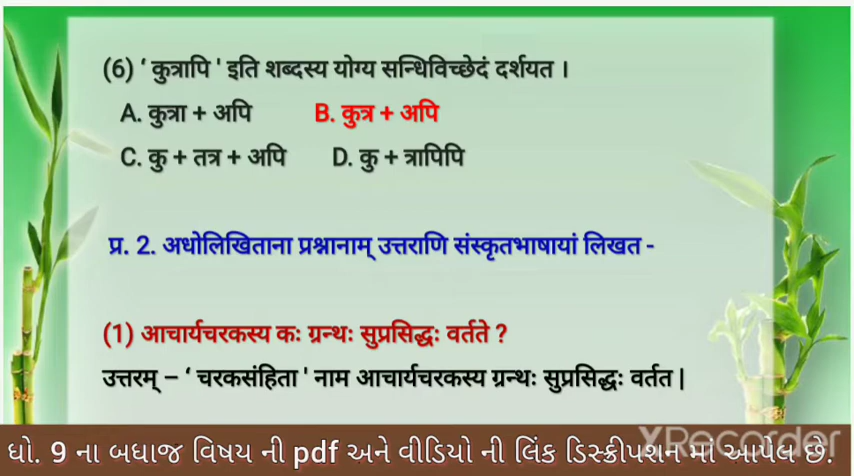 (6) ' कुत्रापि ' इति शब्दस्य योग्य सन्धिविच्छेदं दर्शयत ।
A. कुत्रा + अपि B. कुत्र + अपि
C. कु + तत्र + अपि D. कु + त्रापिपि
प्र. 2. अधोलिखिताना प्रश्नानाम् उत्तराणि संस्कृतभाषायां लिखत -
(1) आचार्यचरकस्य कः ग्रन्थः सुप्रसिद्धः वर्तते ?
उत्तरम् – ' चरकसंहिता ' नाम आचार्यचरकस्य ग्रन्थः सुप्रसिद्धः वर्तत |
XRecorder
ધો. 9 ના બધાજ વિષય ની pdf અને વીડિયો ની લિંક ડિસ્ક્રીપશન માં આપેલ છે.